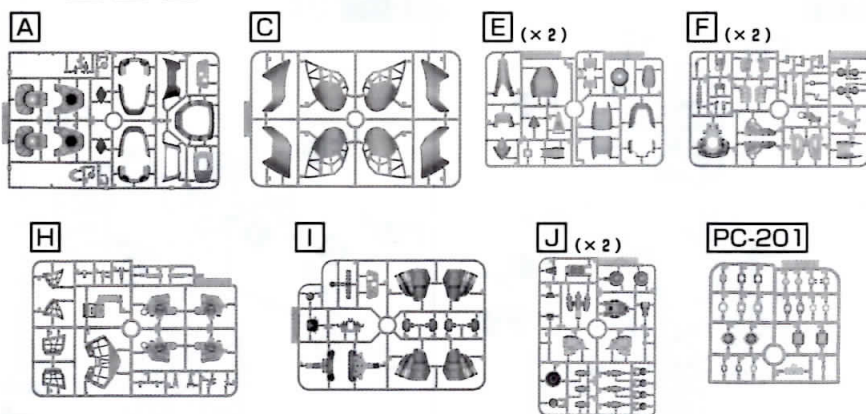 A
C
E (×2)
F (×2)
H
I
J (×2)
PC-201